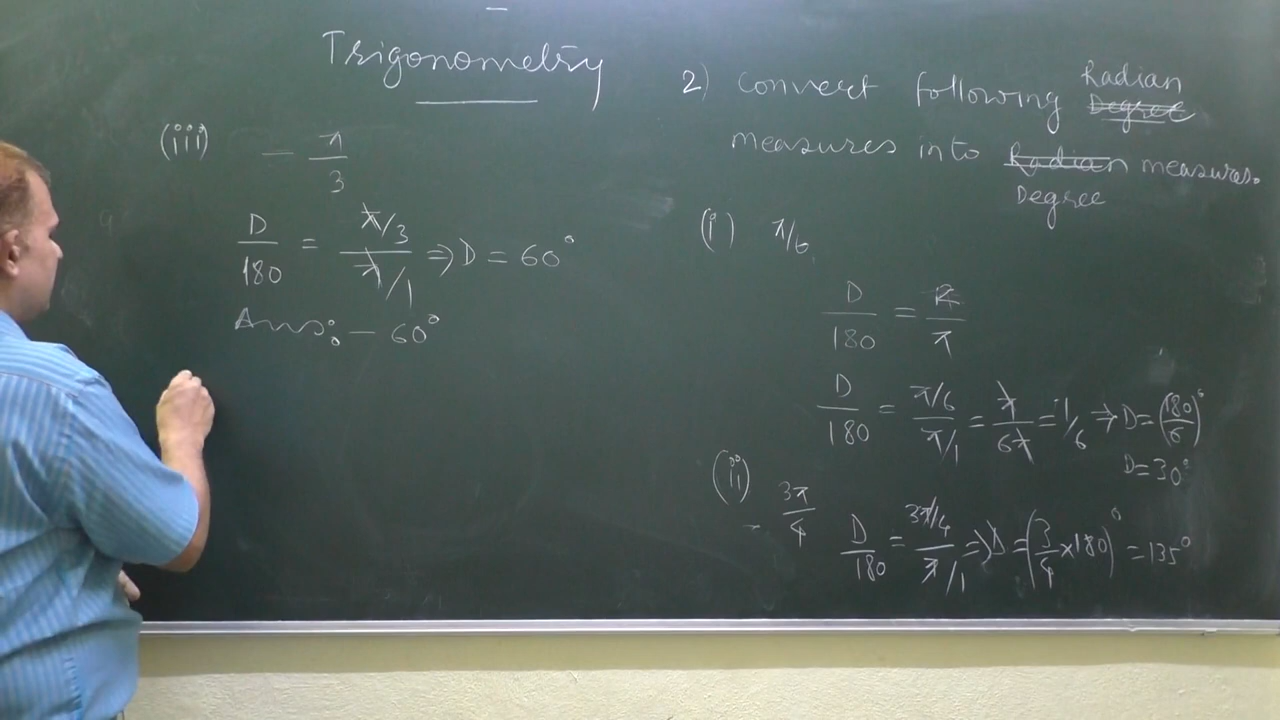 Trigonometry
(iii) - π/3
D/180 = (π/3)/(π/1) ⇒ D = 60°
Ans: - 60°
2) Convert following Degree Radian
measures into Radian measures.
Degree
(i) π/6
D/180 = R/π
D/180 = (π/6)/(π/1) = π/6π = 1/6 ⇒ D = (180/6)°
D = 30°
(ii) - 3π/4
D/180 = (3π/4)/(π/1) ⇒ D = (3/4 × 180)° = 135°